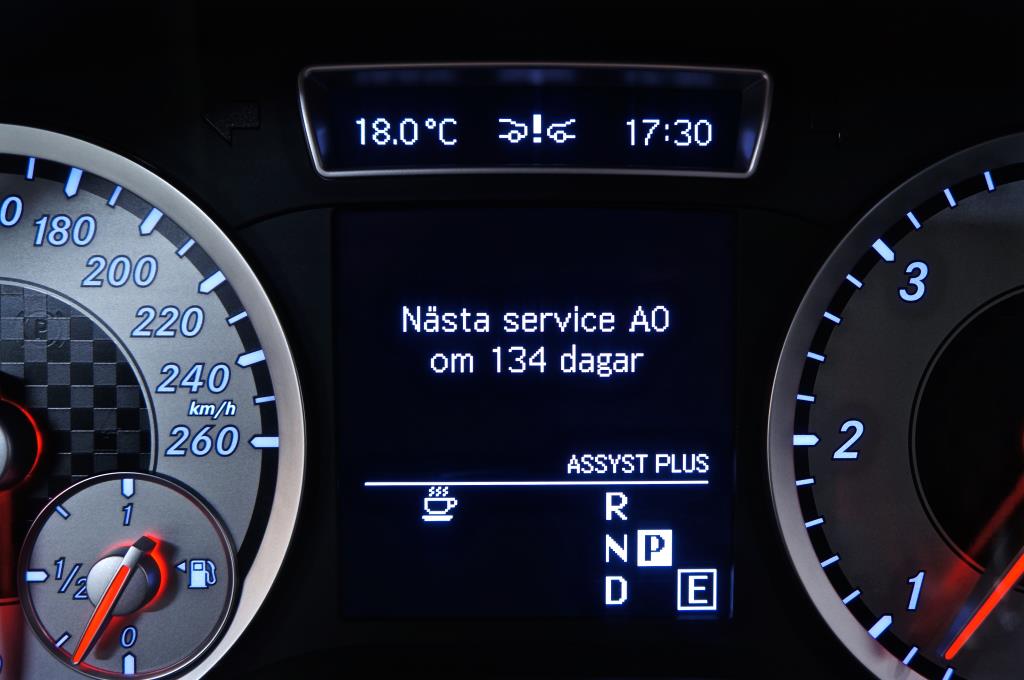 18.0°C 17:30
180
200
220
240
km/h
260
Nästa service A0
om 134 dagar
ASSYST PLUS
R
N P
D E
1
1/2
0
3
2
1